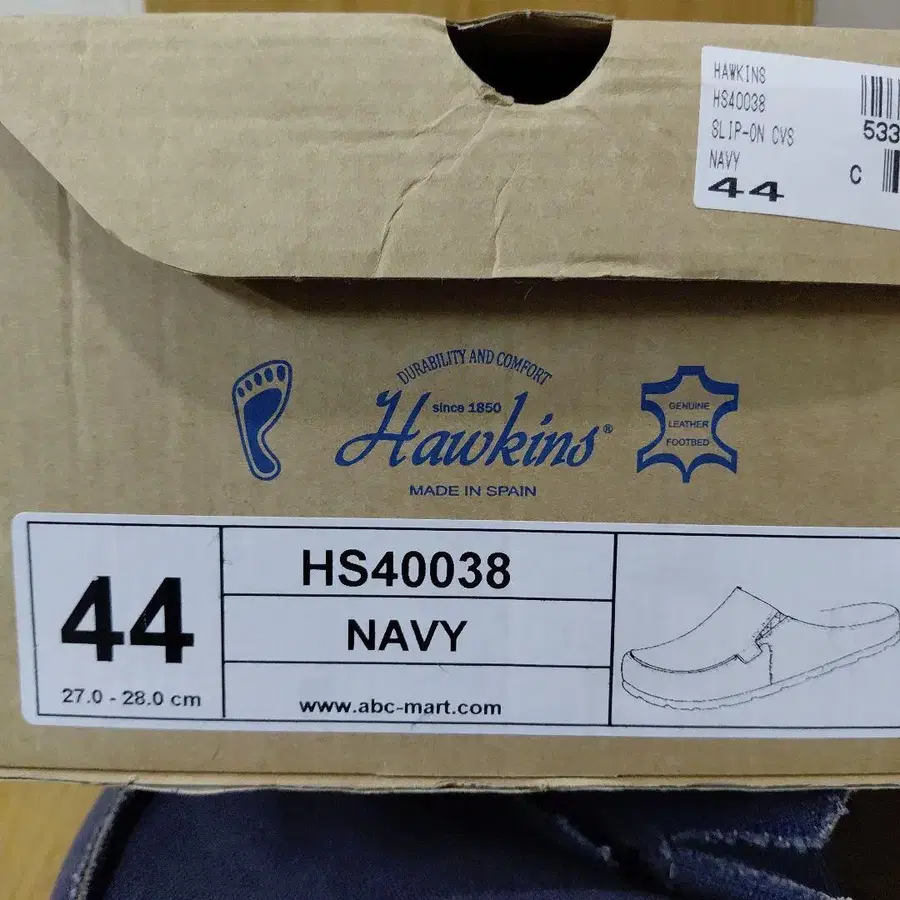 HAWKINS
HS40038
SLIP-ON CVS
NAVY
44
533
C
DURABILITY AND COMFORT
since 1850
Hawkins®
MADE IN SPAIN
GENUINE
LEATHER
FOOTBED
44
27.0 - 28.0 cm
HS40038
NAVY
www.abc-mart.com